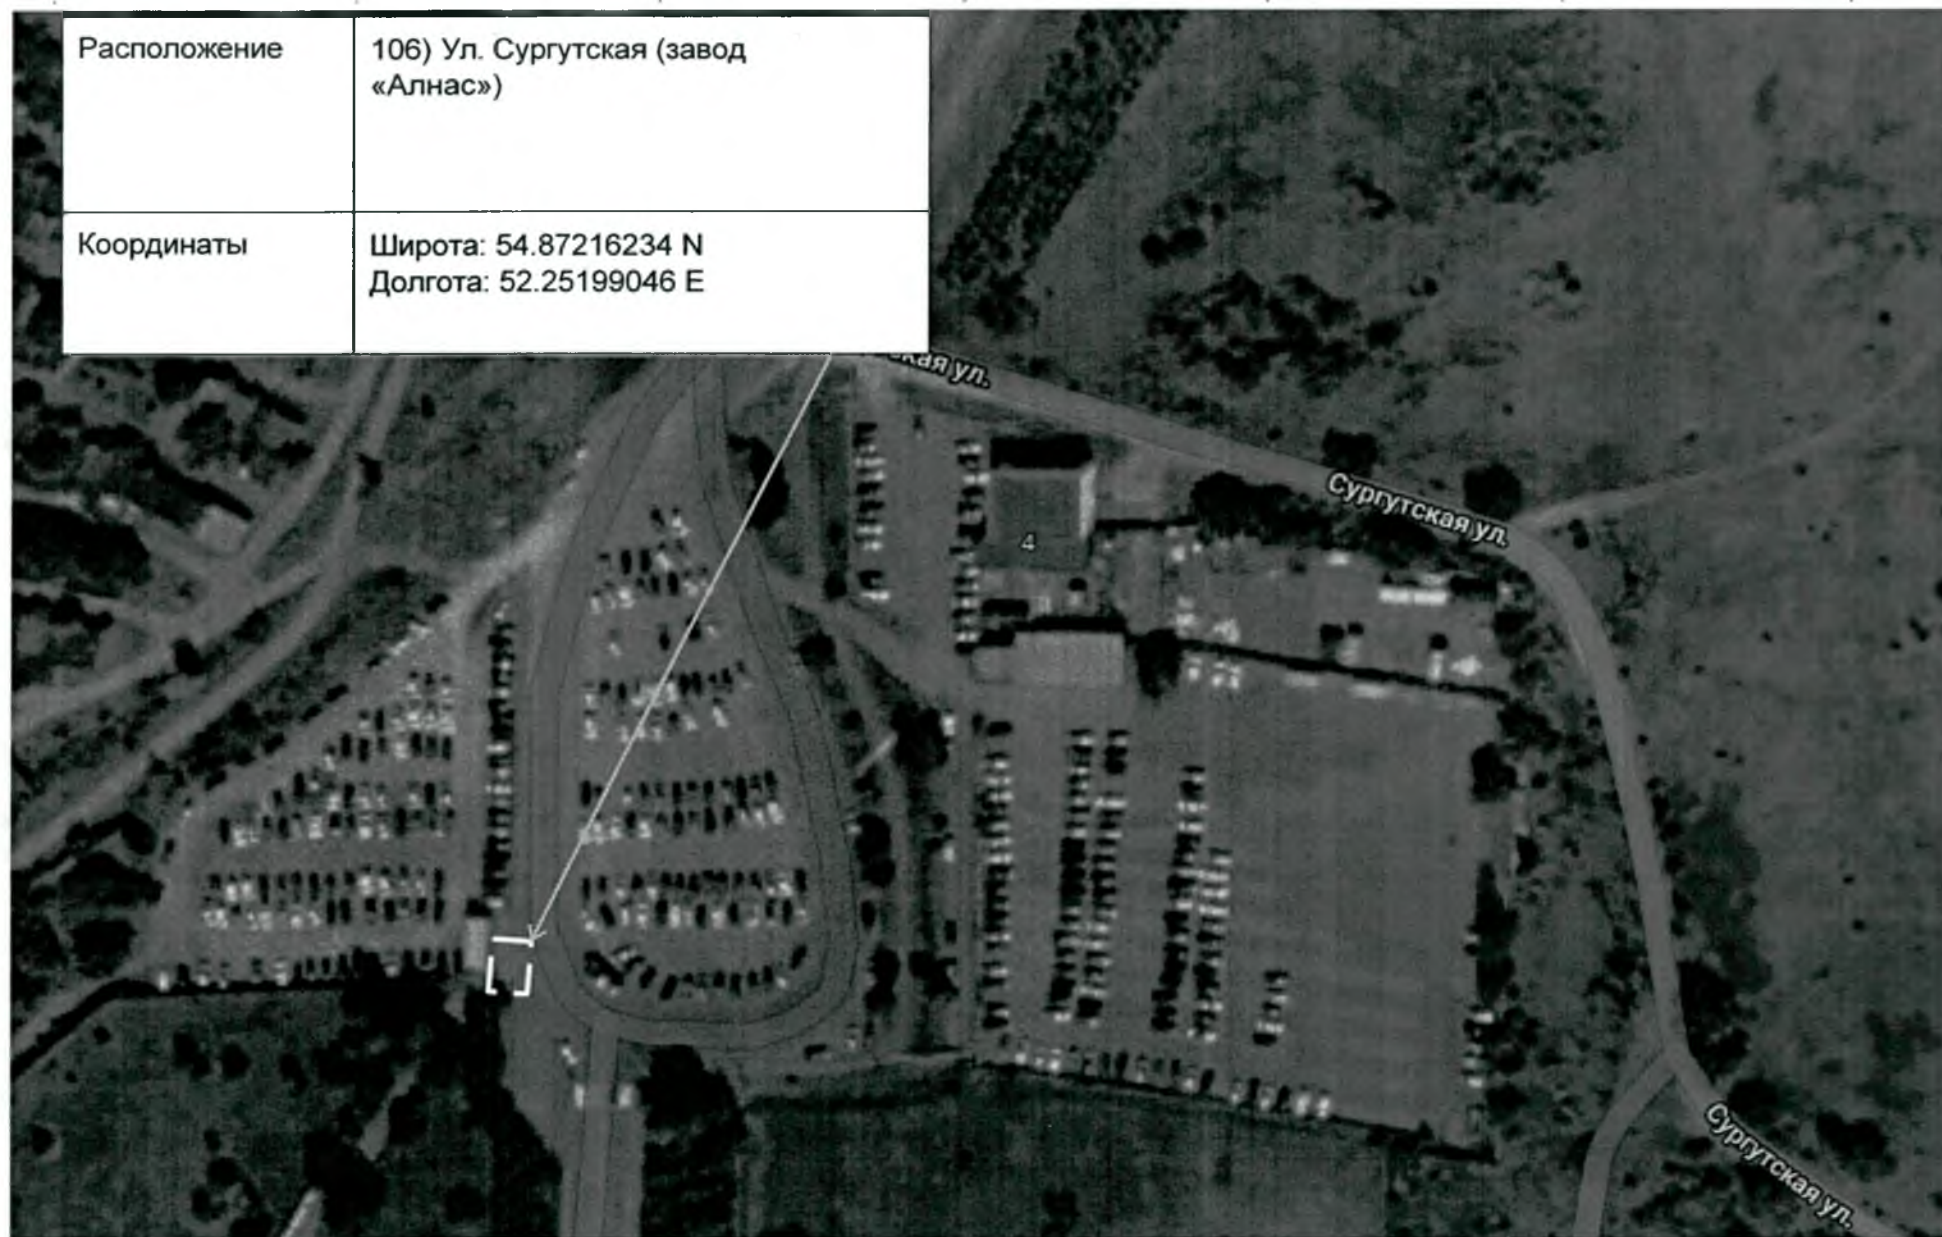 Расположение
106) Ул. Сургутская (завод
«Алнас»)
Координаты
Широта: 54.87216234 N
Долгота: 52.25199046 E
ская ул.
Сургутская ул.
4
Сургутская ул.